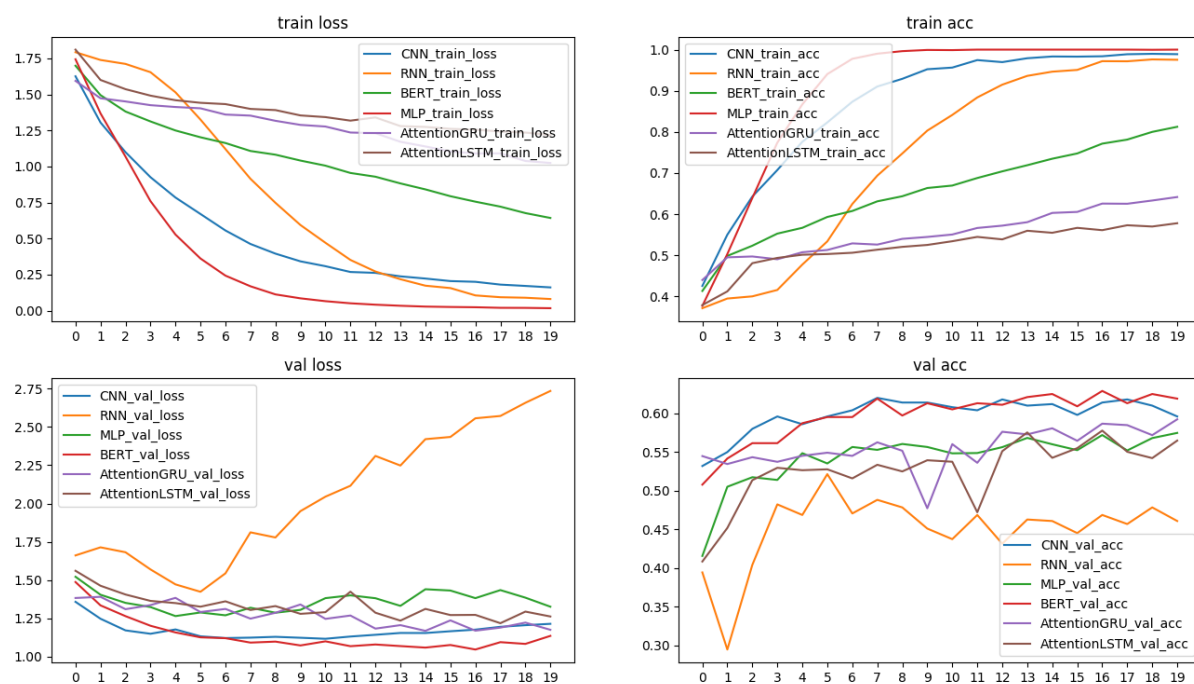 train loss
1.75
1.50
1.25
1.00
0.75
0.50
0.25
0.00
CNN_train_loss
RNN_train_loss
BERT_train_loss
MLP_train_loss
AttentionGRU_train_loss
AttentionLSTM_train_loss
0 1 2 3 4 5 6 7 8 9 10 11 12 13 14 15 16 17 18 19
train acc
1.0
0.9
0.8
0.7
0.6
0.5
0.4
CNN_train_acc
RNN_train_acc
BERT_train_acc
MLP_train_acc
AttentionGRU_train_acc
AttentionLSTM_train_acc
0 1 2 3 4 5 6 7 8 9 10 11 12 13 14 15 16 17 18 19
val loss
2.75
2.50
2.25
2.00
1.75
1.50
1.25
1.00
CNN_val_loss
RNN_val_loss
MLP_val_loss
BERT_val_loss
AttentionGRU_val_loss
AttentionLSTM_val_loss
0 1 2 3 4 5 6 7 8 9 10 11 12 13 14 15 16 17 18 19
val acc
0.60
0.55
0.50
0.45
0.40
0.35
0.30
CNN_val_acc
RNN_val_acc
MLP_val_acc
BERT_val_acc
AttentionGRU_val_acc
AttentionLSTM_val_acc
0 1 2 3 4 5 6 7 8 9 10 11 12 13 14 15 16 17 18 19